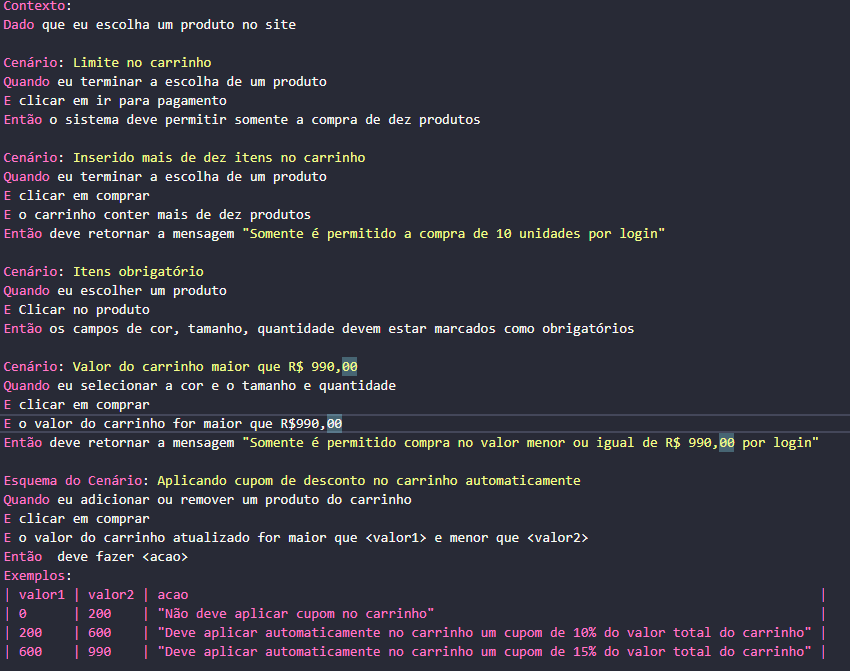 Contexto:
Dado que eu escolha um produto no site
Cenário: Limite no carrinho
Quando eu terminar a escolha de um produto
E clicar em ir para pagamento
Então o sistema deve permitir somente a compra de dez produtos
Cenário: Inserido mais de dez itens no carrinho
Quando eu terminar a escolha de um produto
E clicar em comprar
E o carrinho conter mais de dez produtos
Então deve retornar a mensagem "Somente é permitido a compra de 10 unidades por login"
Cenário: Itens obrigatório
Quando eu escolher um produto
E Clicar no produto
Então os campos de cor, tamanho, quantidade devem estar marcados como obrigatórios
Cenário: Valor do carrinho maior que R$ 990,00
Quando eu selecionar a cor e o tamanho e quantidade
E clicar em comprar
E o valor do carrinho for maior que R$990,00
Então deve retornar a mensagem "Somente é permitido compra no valor menor ou igual de R$ 990,00 por login"
Esquema do Cenário: Aplicando cupom de desconto no carrinho automaticamente
Quando eu adicionar ou remover um produto do carrinho
E clicar em comprar
E o valor do carrinho atualizado for maior que <valor1> e menor que <valor2>
Então  deve fazer <acao>
Exemplos:
| valor1 | valor2 | acao |
| 0 | 200 | "Não deve aplicar cupom no carrinho" |
| 200 | 600 | "Deve aplicar automaticamente no carrinho um cupom de 10% do valor total do carrinho" |
| 600 | 990 | "Deve aplicar automaticamente no carrinho um cupom de 15% do valor total do carrinho" |